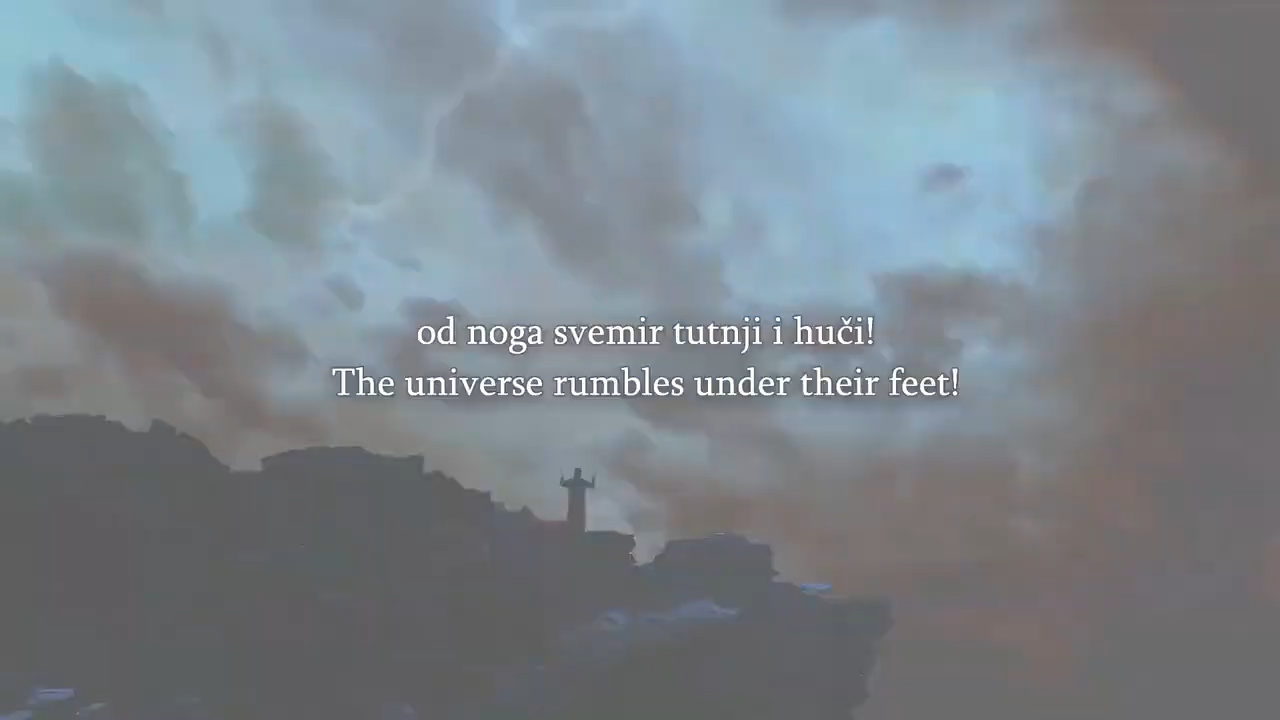 od noga svemir tutnji i huči!
The universe rumbles under their feet!